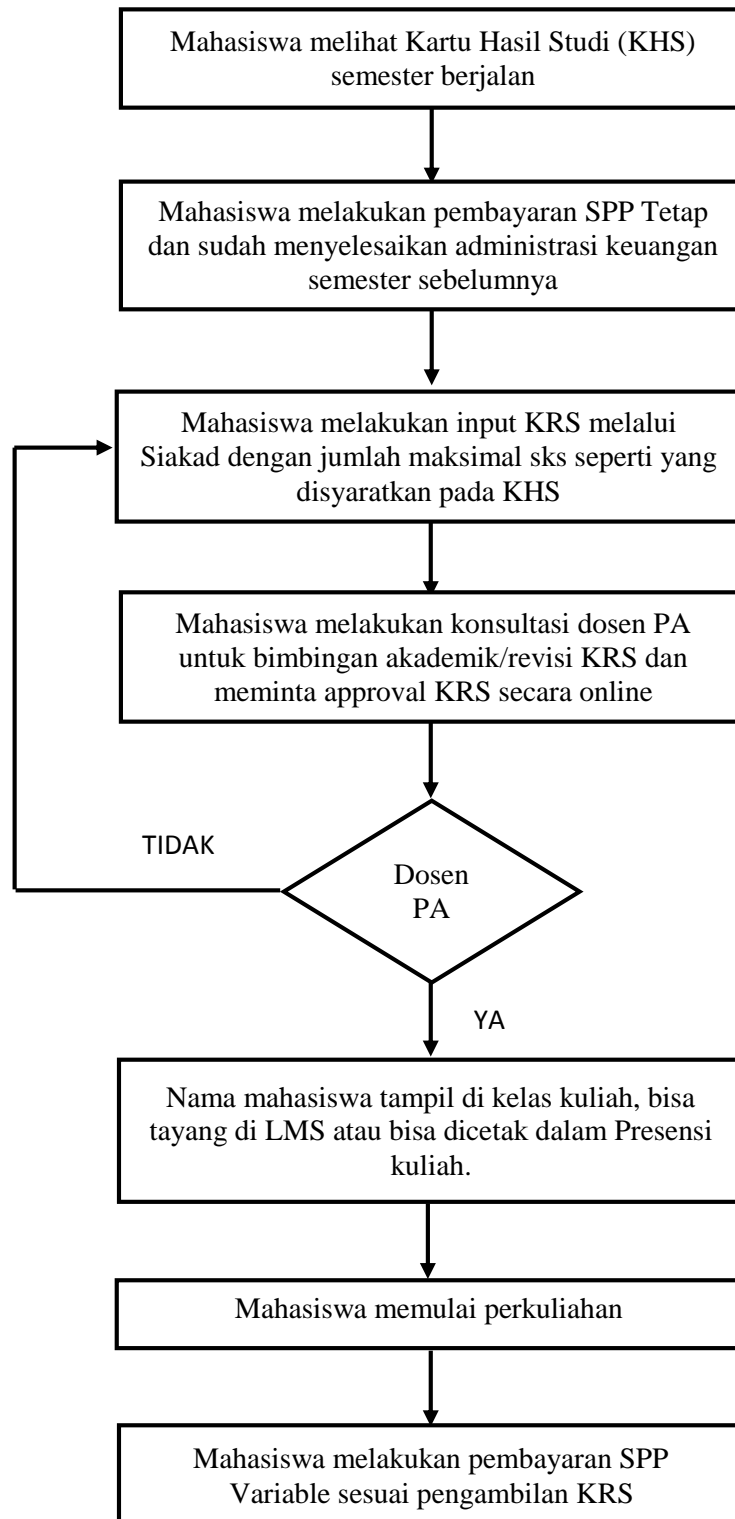 Mahasiswa melihat Kartu Hasil Studi (KHS)
semester berjalan
Mahasiswa melakukan pembayaran SPP Tetap
dan sudah menyelesaikan administrasi keuangan
semester sebelumnya
Mahasiswa melakukan input KRS melalui
Siakad dengan jumlah maksimal sks seperti yang
disyaratkan pada KHS
Mahasiswa melakukan konsultasi dosen PA
untuk bimbingan akademik/revisi KRS dan
meminta approval KRS secara online
TIDAK
Dosen
PA
YA
Nama mahasiswa tampil di kelas kuliah, bisa
tayang di LMS atau bisa dicetak dalam Presensi
kuliah.
Mahasiswa memulai perkuliahan
Mahasiswa melakukan pembayaran SPP
Variable sesuai pengambilan KRS